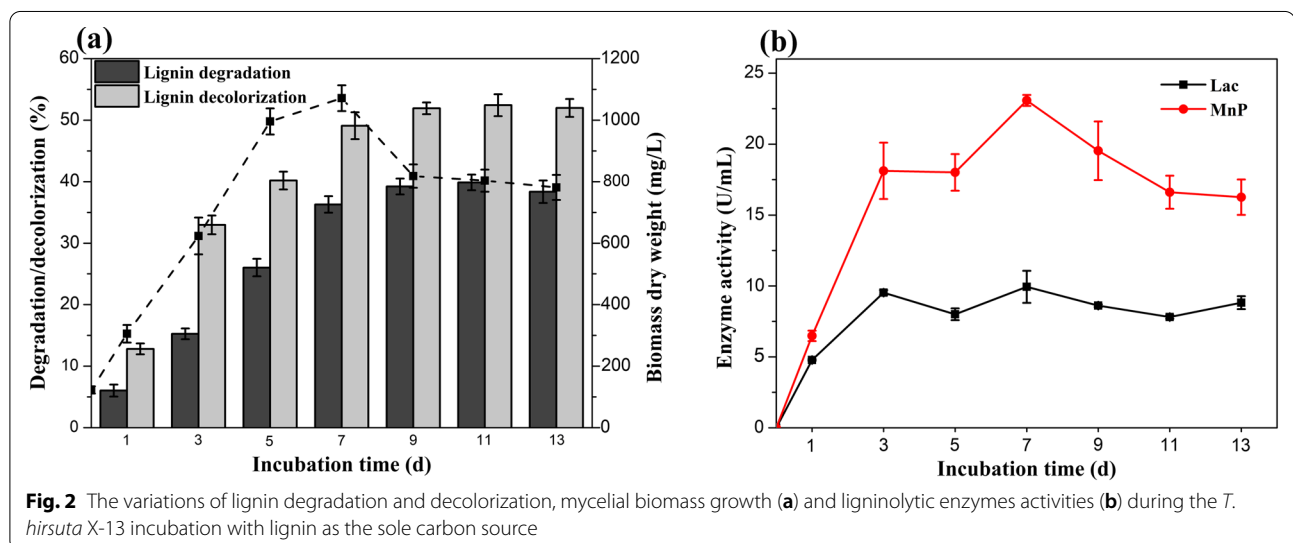 (a)
60
50
40
30
20
10
0
Degradation/decolorization (%)
Lignin degradation
Lignin decolorization
1200
1000
800
600
400
200
0
Biomass dry weight (mg/L)
1 3 5 7 9 11 13
Incubation time (d)
(b)
25
20
15
10
5
0
Enzyme activity (U/mL)
Lac
MnP
1 3 5 7 9 11 13
Incubation time (d)
Fig. 2 The variations of lignin degradation and decolorization, mycelial biomass growth (a) and ligninolytic enzymes activities (b) during the T.
hirsuta X-13 incubation with lignin as the sole carbon source